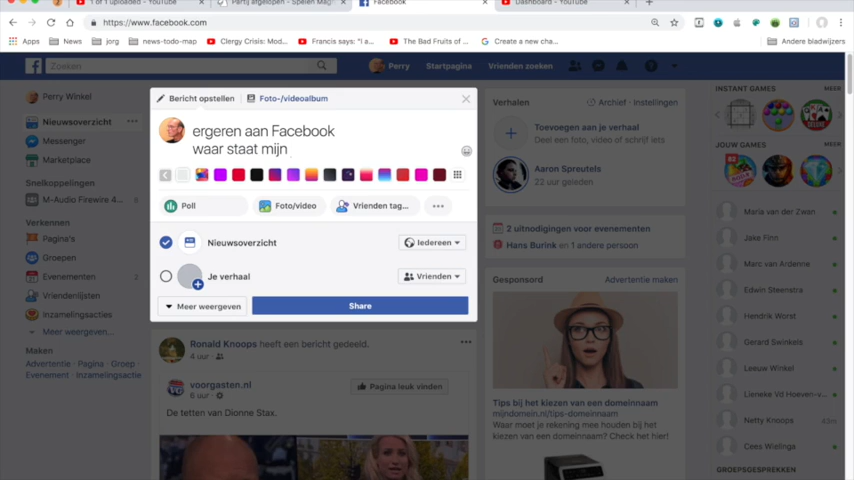 1 of 1 uploaded - YouTube
Partij afgelopen - Spelen Mag
Facebook
Dashboard - YouTube
https://www.facebook.com
Apps
News
jorg
news-todo-map
Clergy Crisis: Mod...
Francis says: "I a...
The Bad Fruits of ...
Create a new cha...
Andere bladwijzers
Zoeken
Perry
Startpagina
Vrienden zoeken
Perry Winkel
Nieuwsoverzicht
Messenger
Marketplace
Snelkoppelingen
M-Audio Firewire 4...
Verkennen
Pagina's
Groepen
Evenementen 2
Vriendenlijsten
Inzamelingsacties
Meer weergeven...
Maken
Advertentie · Pagina · Groep ·
Evenement · Inzamelingsactie
Bericht opstellen
Foto-/videoalbum
ergeren aan Facebook
waar staat mijn
Poll
Foto/video
Vrienden tag...
Nieuwsoverzicht
Iedereen
Je verhaal
Vrienden
Meer weergeven
Share
Ronald Knoops heeft een bericht gedeeld.
4 uur
voorgasten.nl
6 uur
Pagina leuk vinden
De tetten van Dionne Stax.
Verhalen
Archief · Instellingen
Toevoegen aan je verhaal
Deel een foto, video of schrijf iets
Aaron Spreutels
22 uur geleden
2 uitnodigingen voor evenementen
Hans Burink en 1 andere persoon
Gesponsord
Advertentie maken
Tips bij het kiezen van een domeinnaam
mijndomein.nl/tips-domeinnaam
Waar moet je rekening mee houden bij het
kiezen van een domeinnaam? Check het hier!
INSTANT GAMES
MEER
JOUW GAMES
MEER
Maria van der Zwan
Jake Finn
Marc van Ardenne
Edwin Steenstra
Hendrik Worst
Gerard Swinkels
Leeuw Winkel
Lieneke Vd Hoeven-v...
Netty Knoops
43m
Cees Wielinga
GROEPSGESPREKKEN